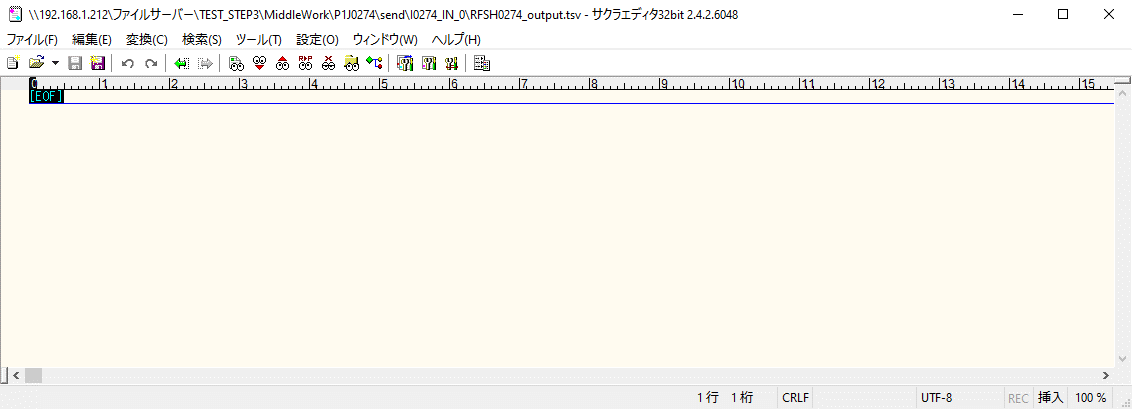 \\192.168.1.212\ファイルサーバー\TEST_STEP3\MiddleWork\P1J0274\send\I0274_IN_0\RFSH0274_output.tsv - サクラエディタ32bit 2.4.2.6048
ファイル(F) 編集(E) 変換(C) 検索(S) ツール(T) 設定(O) ウィンドウ(W) ヘルプ(H)
0 1 2 3 4 5 6 7 8 9 10 11 12 13 14 15
[EOF]
1 行 1 桁 CRLF UTF-8 REC 挿入 100 %